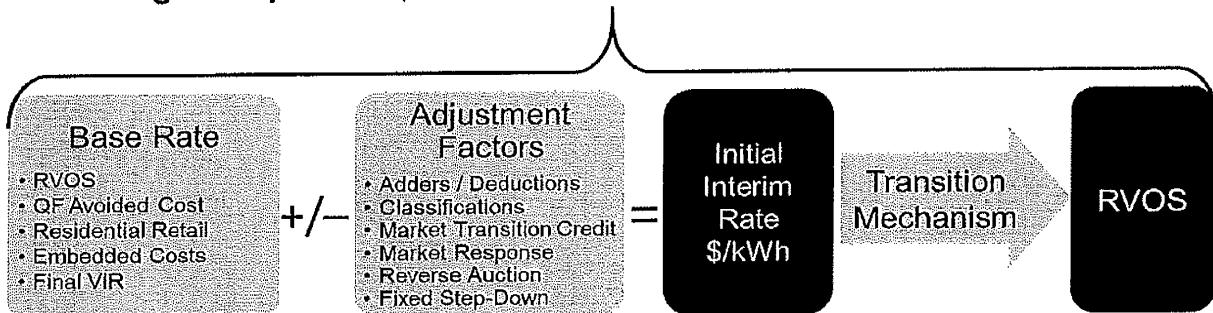 Base Rate
• RVOS
• QF Avoided Cost
• Residential Retail
• Embedded Costs
• Final VIR
+/−
Adjustment
Factors
• Adders / Deductions
• Classifications
• Market Transition Credit
• Market Response
• Reverse Auction
• Fixed Step-Down
=
Initial
Interim
Rate
$/kWh
Transition
Mechanism
RVOS